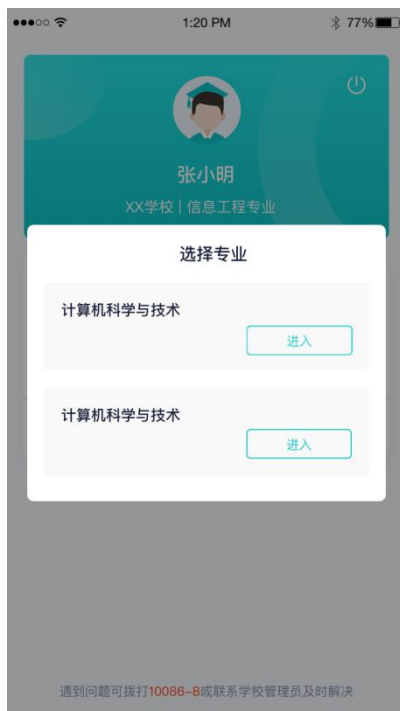 1:20 PM
77%
张小明
XX学校 | 信息工程专业
选择专业
计算机科学与技术
进入
计算机科学与技术
进入
遇到问题可拨打10086-8或联系学校管理员及时解决